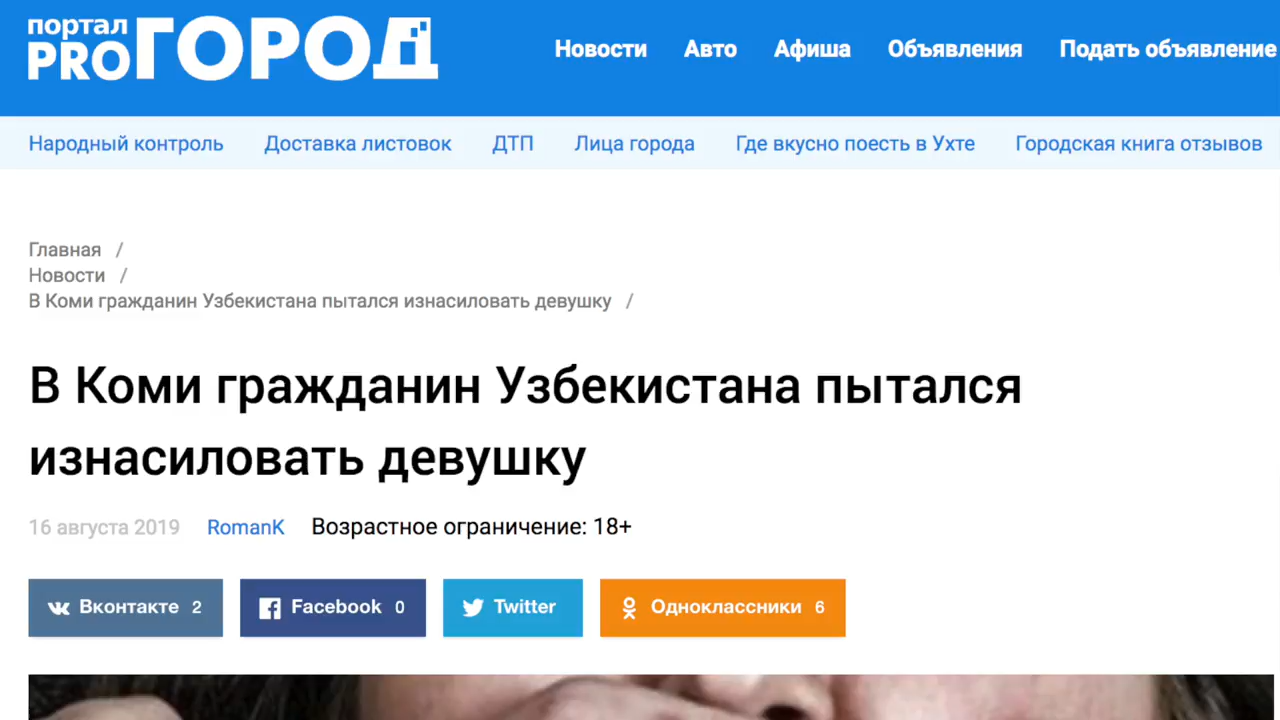 портал
PROГОРОД
Новости Авто Афиша Объявления Подать объявление
Народный контроль Доставка листовок ДТП Лица города Где вкусно поесть в Ухте Городская книга отзывов
Главная /
Новости /
В Коми гражданин Узбекистана пытался изнасиловать девушку /
В Коми гражданин Узбекистана пытался
изнасиловать девушку
16 августа 2019 RomanK Возрастное ограничение: 18+
Вконтакте 2 Facebook 0 Twitter Одноклассники 6